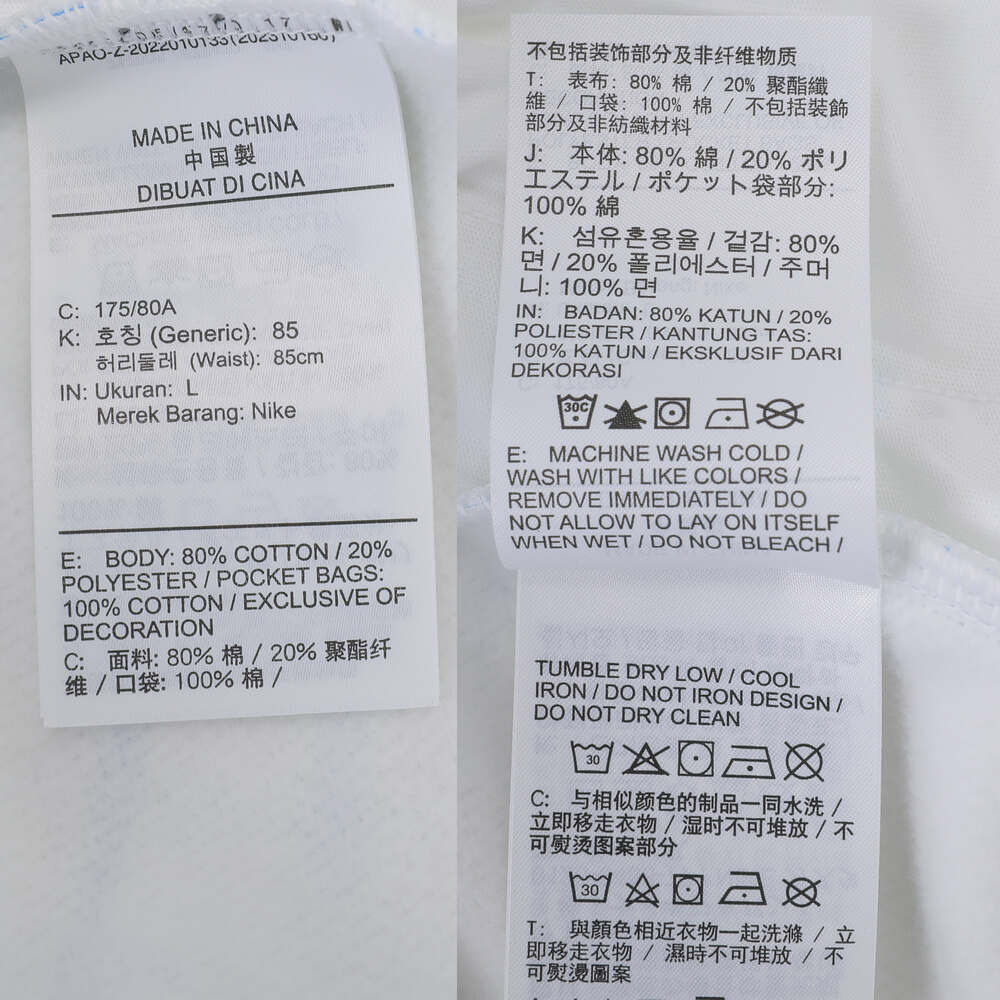 APAO-Z-2022010133(202310160)
MADE IN CHINA
中国製
DIBUAT DI CINA
C: 175/80A
K: 호칭 (Generic): 85
허리둘레 (Waist): 85cm
IN: Ukuran: L
Merek Barang: Nike
E: BODY: 80% COTTON / 20%
POLYESTER / POCKET BAGS:
100% COTTON / EXCLUSIVE OF
DECORATION
C: 面料: 80% 棉 / 20% 聚酯纤
维 / 口袋: 100% 棉 /
不包括装饰部分及非纤维物质
T: 表布: 80% 棉 / 20% 聚酯纖
維 / 口袋: 100% 棉 / 不包括裝飾
部分及非紡織材料
J: 本体: 80% 綿 / 20% ポリ
エステル / ポケット袋部分:
100% 綿
K: 섬유혼용율 / 겉감: 80%
면 / 20% 폴리에스터 / 주머
니: 100% 면
IN: BADAN: 80% KATUN / 20%
POLIESTER / KANTUNG TAS:
100% KATUN / EKSKLUSIF DARI
DEKORASI
30C
E: MACHINE WASH COLD /
WASH WITH LIKE COLORS /
REMOVE IMMEDIATELY / DO
NOT ALLOW TO LAY ON ITSELF
WHEN WET / DO NOT BLEACH /
TUMBLE DRY LOW / COOL
IRON / DO NOT IRON DESIGN /
DO NOT DRY CLEAN
30
C: 与相似颜色的制品一同水洗 /
立即移走衣物 / 湿时不可堆放 / 不
可熨烫图案部分
30
T: 與顏色相近衣物一起洗滌 / 立
即移走衣物 / 濕時不可堆放 / 不
可熨燙圖案